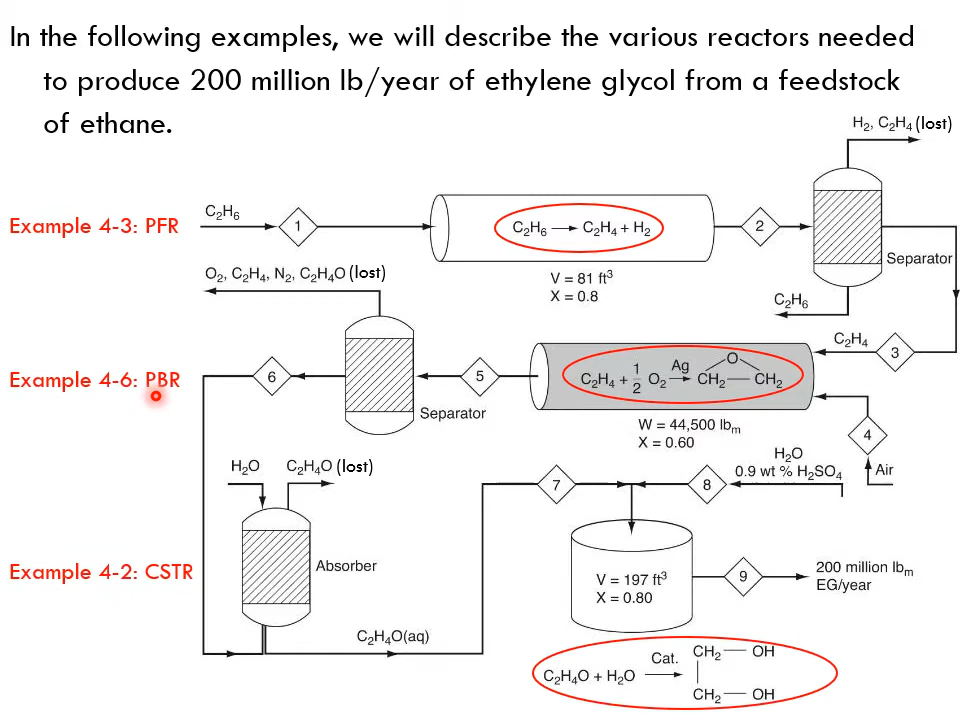 In the following examples, we will describe the various reactors needed
to produce 200 million lb/year of ethylene glycol from a feedstock
of ethane.
H₂, C₂H₄ (lost)
Example 4-3: PFR
C₂H₆
1
C₂H₆ → C₂H₄ + H₂
2
Separator
V = 81 ft³
X = 0.8
C₂H₆
O₂, C₂H₄, N₂, C₂H₄O (lost)
C₂H₄
3
Example 4-6: PBR
6
Separator
5
C₂H₄ + 1/2 O₂ Ag → CH₂ — CH₂
O
W = 44,500 lbₘ
X = 0.60
4
Air
H₂O
0.9 wt % H₂SO₄
H₂O
C₂H₄O (lost)
7
8
Example 4-2: CSTR
Absorber
V = 197 ft³
X = 0.80
9
200 million lbₘ
EG/year
C₂H₄O(aq)
C₂H₄O + H₂O Cat. →
CH₂ — OH
|
CH₂ — OH